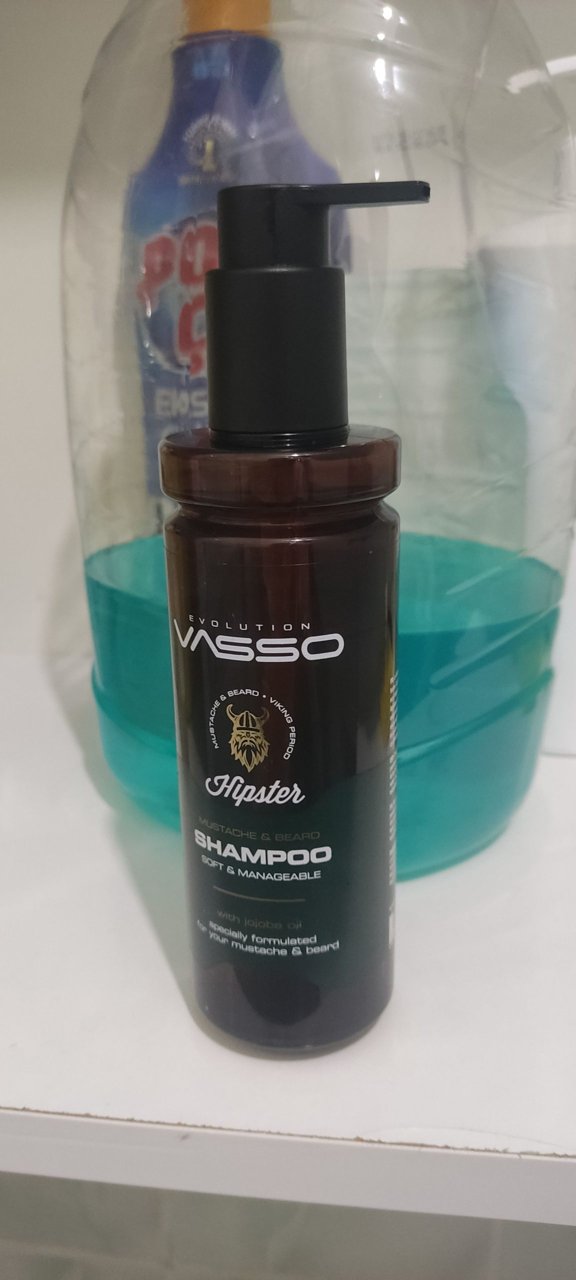 EVOLUTION
VASSO
MUSTACHE & BEARD • VIKING PERIOD
Hipster
MUSTACHE & BEARD
SHAMPOO
SOFT & MANAGEABLE
with jojoba oil
specially formulated
for your mustache & beard